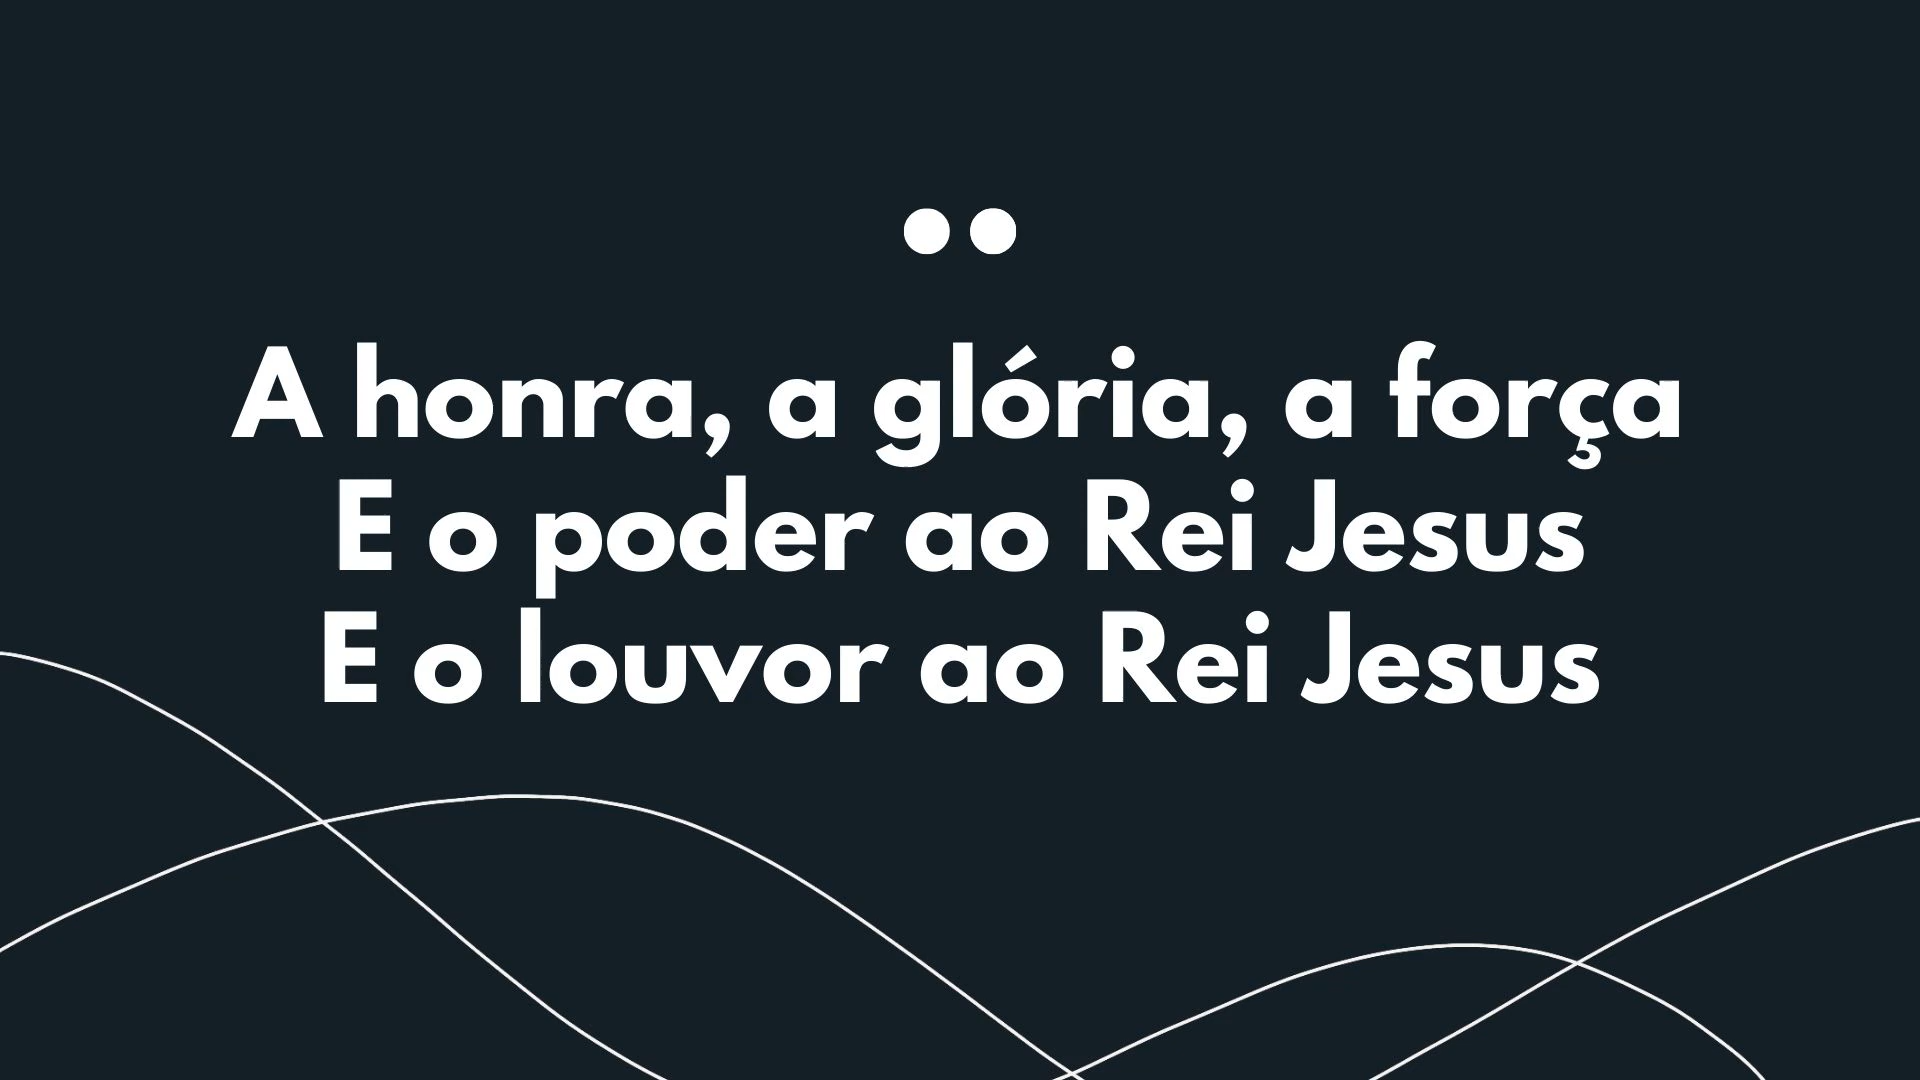 A honra, a glória, a força
E o poder ao Rei Jesus
E o louvor ao Rei Jesus